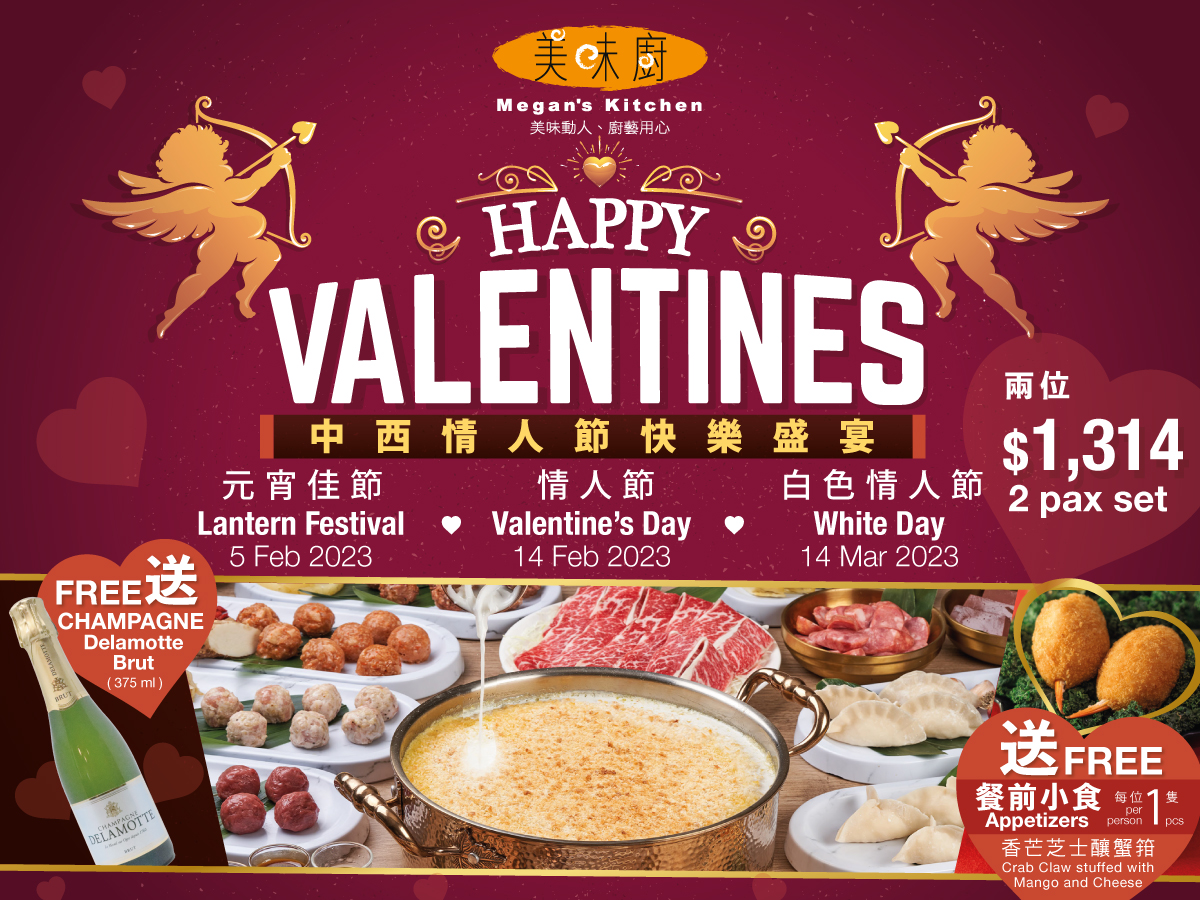 美味廚
Megan's Kitchen
美味動人、廚藝用心
HAPPY
VALENTINES
中西情人節快樂盛宴
元宵佳節
Lantern Festival
5 Feb 2023
情人節
Valentine's Day
14 Feb 2023
白色情人節
White Day
14 Mar 2023
兩位
$1,314
2 pax set
FREE送
CHAMPAGNE
Delamotte
Brut
(375 ml)
DELAMOTTE
BRUT
CHAMPAGNE
DELAMOTTE
BRUT
送FREE
餐前小食 每位1隻
Appetizers per person pcs
香芒芝士釀蟹箝
Crab Claw stuffed with
Mango and Cheese